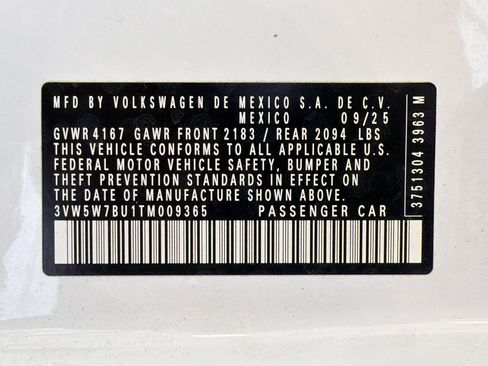 MFD BY VOLKSWAGEN DE MEXICO S.A. DE C.V.
MEXICO 09/25
GVWR 4167 GAWR FRONT 2183 / REAR 2094 LBS
THIS VEHICLE CONFORMS TO ALL APPLICABLE U.S.
FEDERAL MOTOR VEHICLE SAFETY, BUMPER AND
THEFT PREVENTION STANDARDS IN EFFECT ON
THE DATE OF MANUFACTURE SHOWN ABOVE.
3VW5W7BU1TM009365 PASSENGER CAR
3751304 3963 M